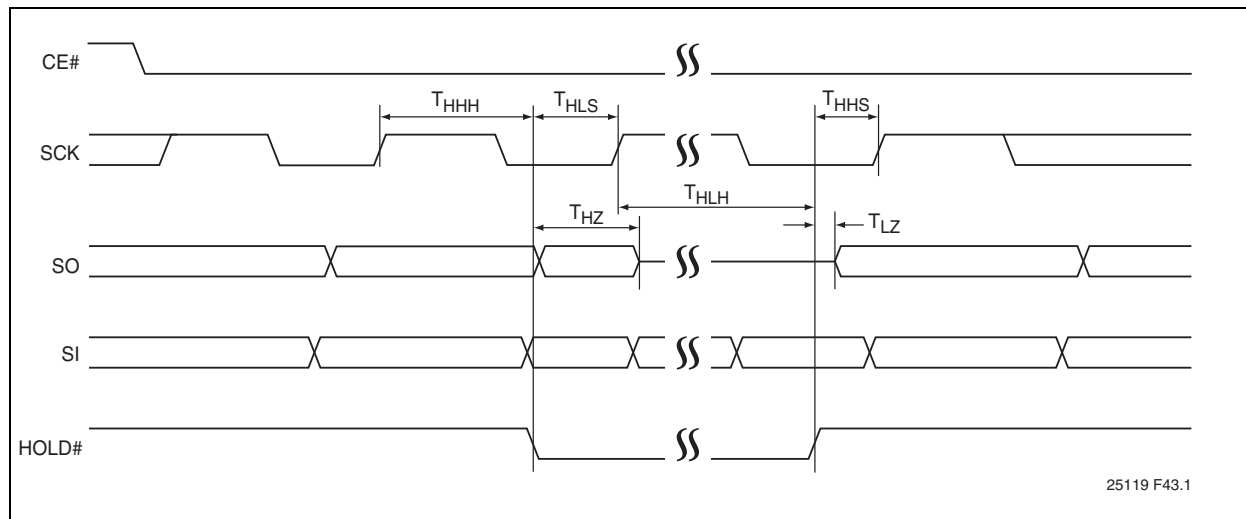 CE#
THHH
THLS
THHS
SCK
THLH
THZ
TLZ
SO
SI
HOLD#
25119 F43.1